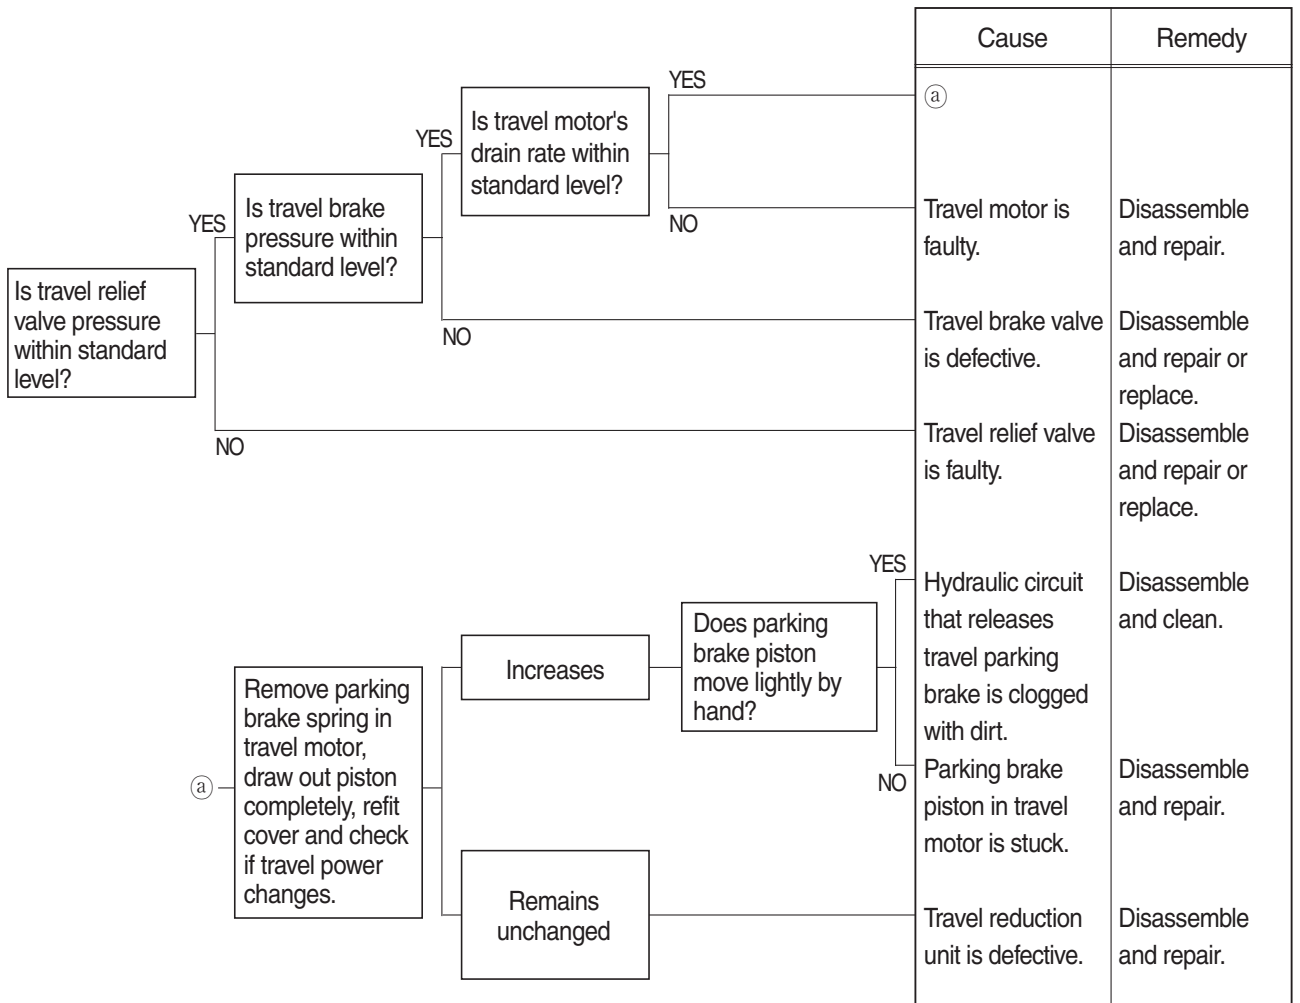 Cause
Remedy
YES
ⓐ
Is travel motor's
drain rate within
standard level?
YES
Is travel brake
pressure within
standard level?
YES
NO
Travel motor is
faulty.
Disassemble
and repair.
Is travel relief
valve pressure
within standard
level?
NO
Travel brake valve
is defective.
Disassemble
and repair or
replace.
NO
Travel relief valve
is faulty.
Disassemble
and repair or
replace.
YES
Hydraulic circuit
that releases
travel parking
brake is clogged
with dirt.
Disassemble
and clean.
Does parking
brake piston
move lightly by
hand?
Increases
ⓐ
Remove parking
brake spring in
travel motor,
draw out piston
completely, refit
cover and check
if travel power
changes.
NO
Parking brake
piston in travel
motor is stuck.
Disassemble
and repair.
Remains
unchanged
Travel reduction
unit is defective.
Disassemble
and repair.